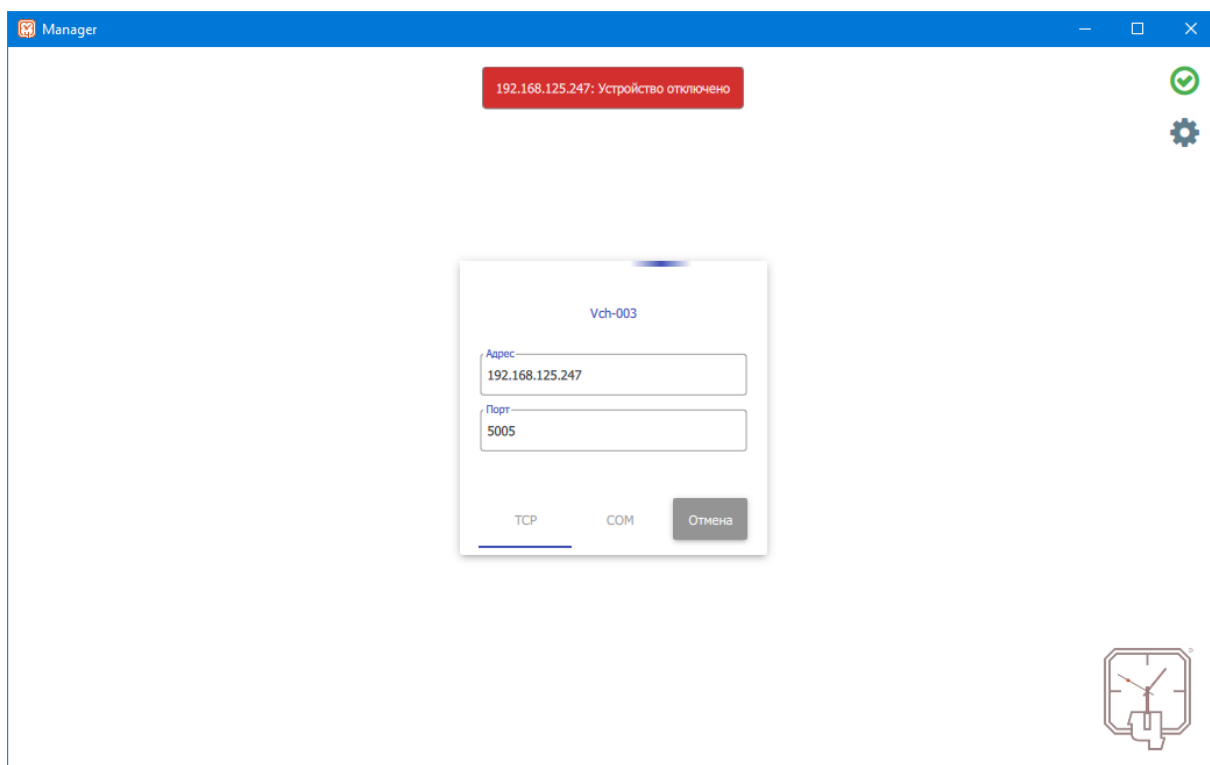 Manager
192.168.125.247: Устройство отключено
Vch-003
Адрес
192.168.125.247
Порт
5005
TCP COM Отмена